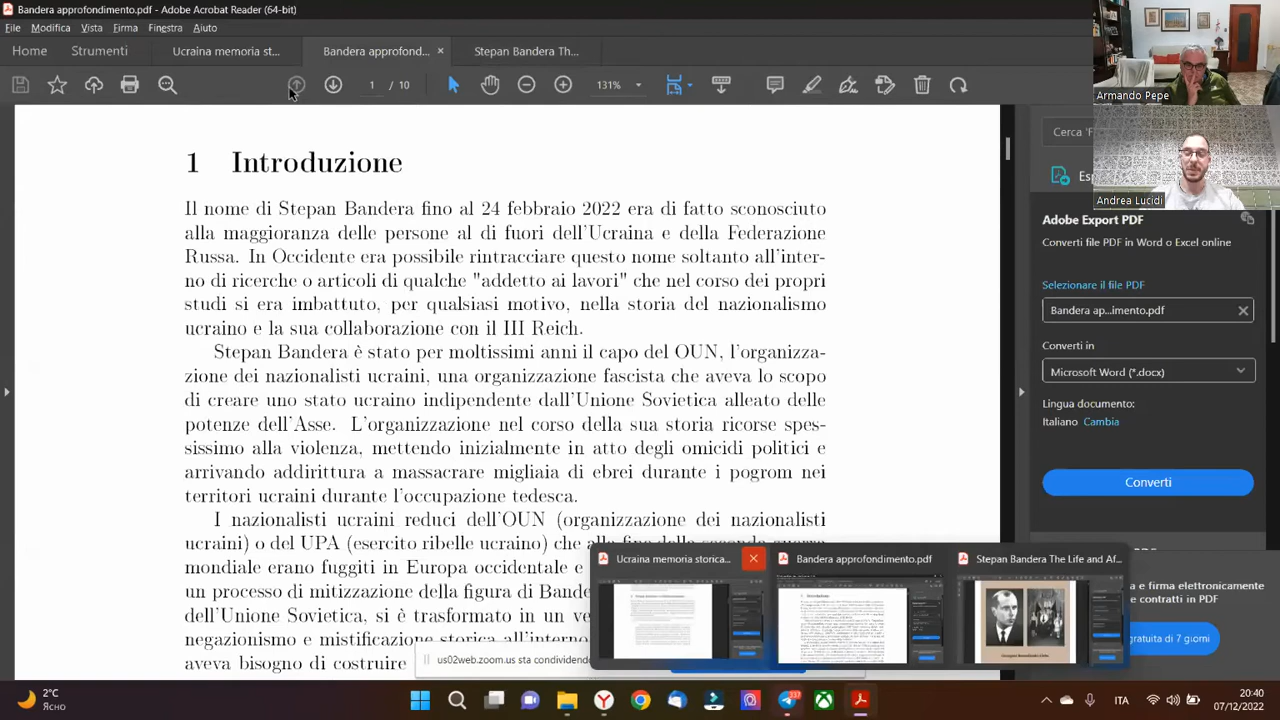 Bandera approfondimento.pdf - Adobe Acrobat Reader (64-bit)
File Modifica Vista Firma Finestra Aiuto
Home Strumenti Ucraina memoria st... Bandera approfond... × Stepan Bandera Th...
1 / 10 131%
Armando Pepe
Andrea Lucidi
1 Introduzione
Il nome di Stepan Bandera fino al 24 febbraio 2022 era di fatto sconosciuto
alla maggioranza delle persone al di fuori dell'Ucraina e della Federazione
Russa. In Occidente era possibile rintracciare questo nome soltanto all'inter-
no di ricerche o articoli di qualche "addetto ai lavori" che nel corso dei propri
studi si era imbattuto, per qualsiasi motivo, nella storia del nazionalismo
ucraino e la sua collaborazione con il III Reich.
Stepan Bandera è stato per moltissimi anni il capo del OUN, l'organizza-
zione dei nazionalisti ucraini, una organizzazione fascista che aveva lo scopo
di creare uno stato ucraino indipendente dall'Unione Sovietica alleato delle
potenze dell'Asse. L'organizzazione nel corso della sua storia ricorse spes-
sissimo alla violenza, mettendo inizialmente in atto degli omicidi politici e
arrivando addirittura a massacrare migliaia di ebrei durante i pogrom nei
territori ucraini durante l'occupazione tedesca.
I nazionalisti ucraini reduci dell'OUN (organizzazione dei nazionalisti
ucraini) o del UPA (esercito ribelle ucraino) che alla fine della seconda guerra
mondiale erano fuggiti in Europa occidentale e
un processo di mitizzazione della figura di Bande
dell'Unione Sovietica, si è trasformato in
negazionismo o mistificazione storica all'i
aveva bisogno di costruire
Cerca 'F
Esp
Adobe Export PDF
Converti file PDF in Word o Excel online
Selezionare il file PDF
Bandera ap...imento.pdf
Converti in
Microsoft Word (*.docx)
Lingua documento:
Italiano Cambia
Converti
Ucraina memoria storica... Bandera approfondimento.pdf Stepan Bandera The Life and Af...
a e firma elettronicamente
e contratti in PDF
gratuita di 7 giorni
02web.zoom.us sta
2°C
Ясно
337
ITA
20:40
07/12/2022